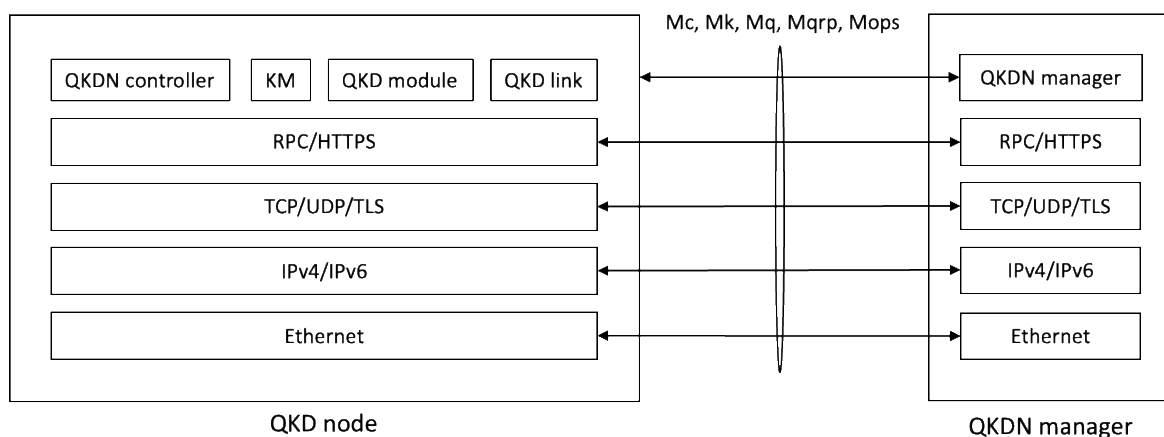 Mc, Mk, Mq, Mqrp, Mops
QKDN controller KM QKD module QKD link QKDN manager
RPC/HTTPS RPC/HTTPS
TCP/UDP/TLS TCP/UDP/TLS
IPv4/IPv6 IPv4/IPv6
Ethernet Ethernet
QKD node QKDN manager